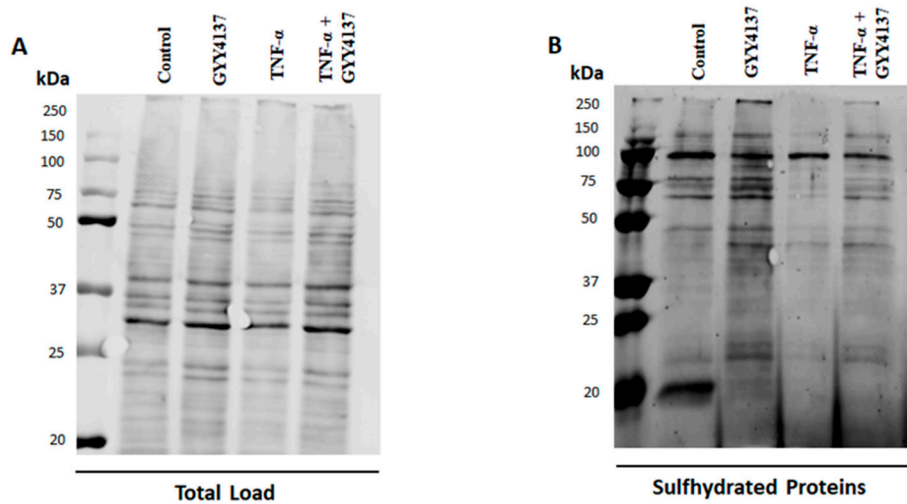 A
kDa
Control
GYY4137
TNF-α
TNF-α +
GYY4137
250
150
100
75
50
37
25
20
Total Load
B
kDa
Control
GYY4137
TNF-α
TNF-α +
GYY4137
250
150
100
75
50
37
25
20
Sulfhydrated Proteins